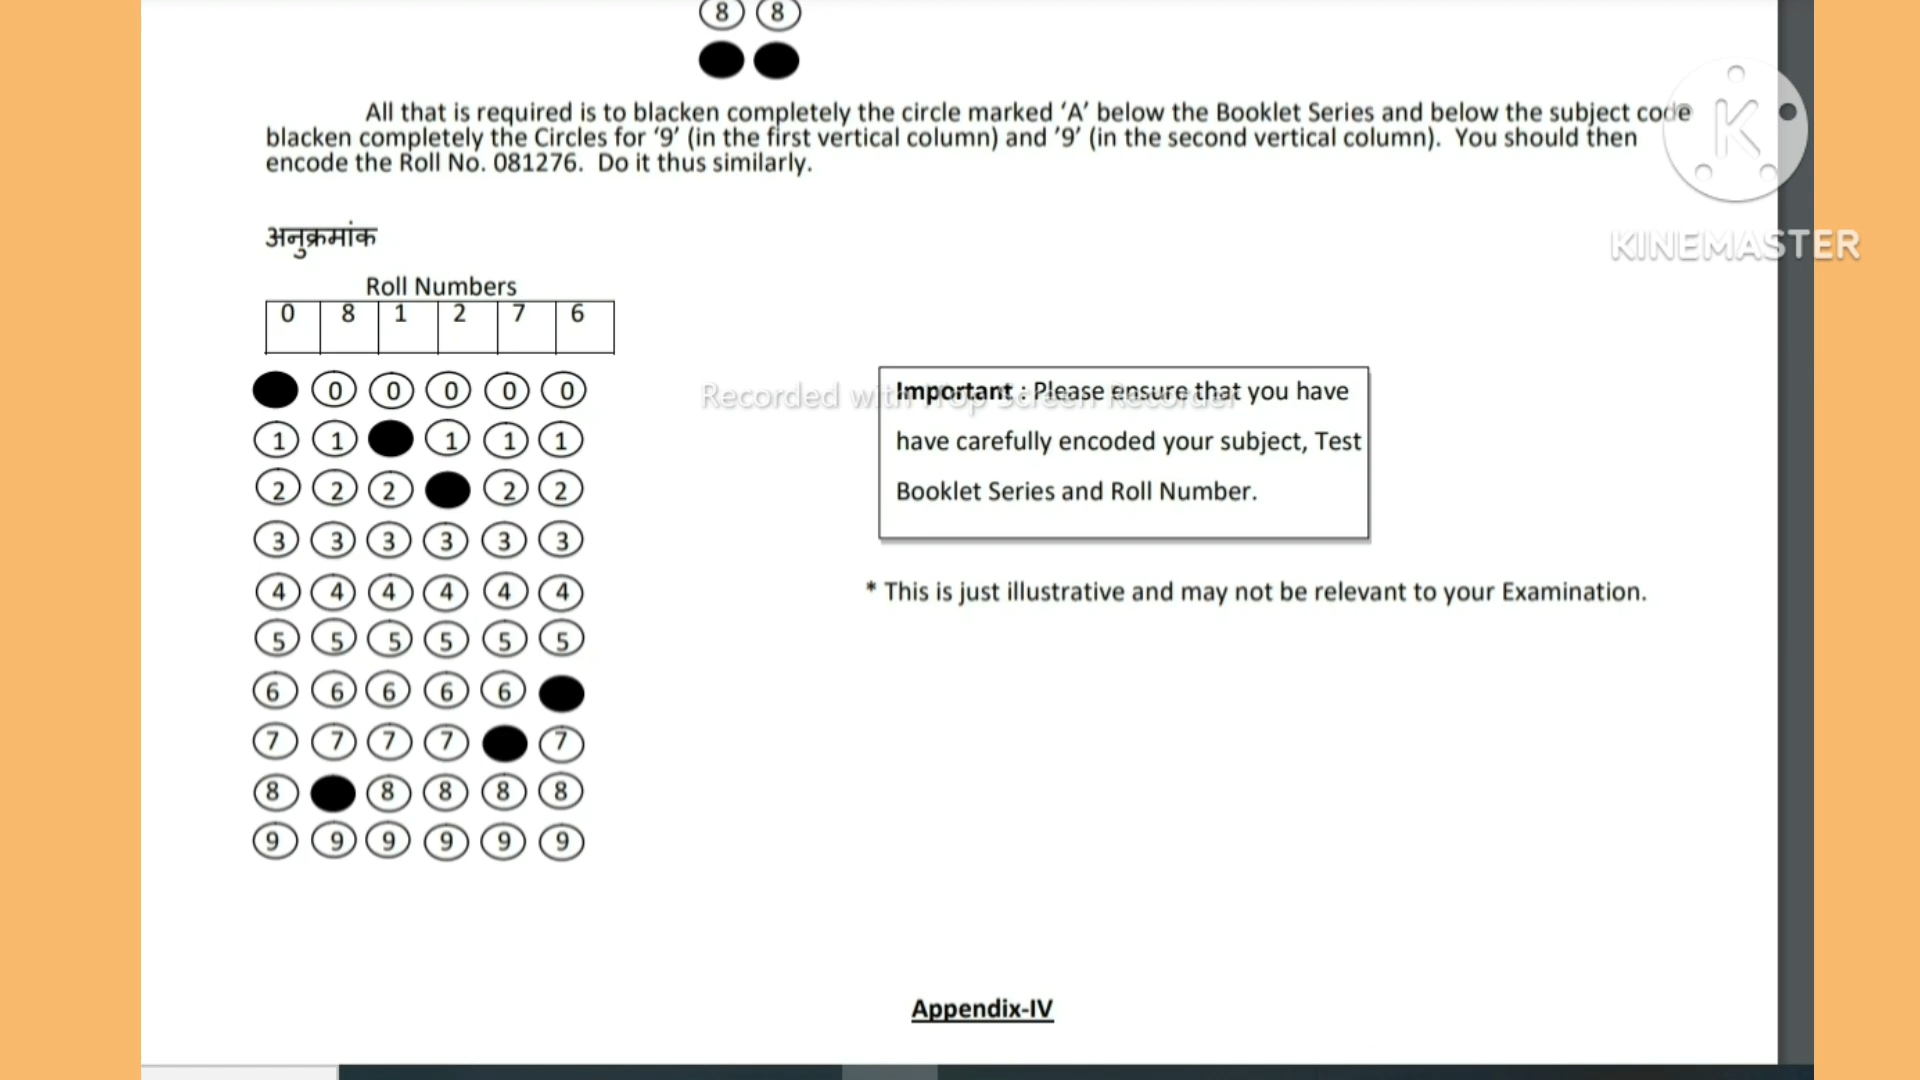 8 8
All that is required is to blacken completely the circle marked ‘A’ below the Booklet Series and below the subject code
blacken completely the Circles for ‘9’ (in the first vertical column) and ’9’ (in the second vertical column). You should then
encode the Roll No. 081276. Do it thus similarly.
K
KINEMASTER
अनुक्रमांक
Roll Numbers
0 8 1 2 7 6
0 0 0 0 0
1 1 1 1 1
2 2 2 2 2
3 3 3 3 3 3
4 4 4 4 4 4
5 5 5 5 5 5
6 6 6 6 6
7 7 7 7 7
8 8 8 8 8
9 9 9 9 9 9
Recorded with Top Screen Recorder
Important : Please ensure that you have
have carefully encoded your subject, Test
Booklet Series and Roll Number.
* This is just illustrative and may not be relevant to your Examination.
Appendix-IV